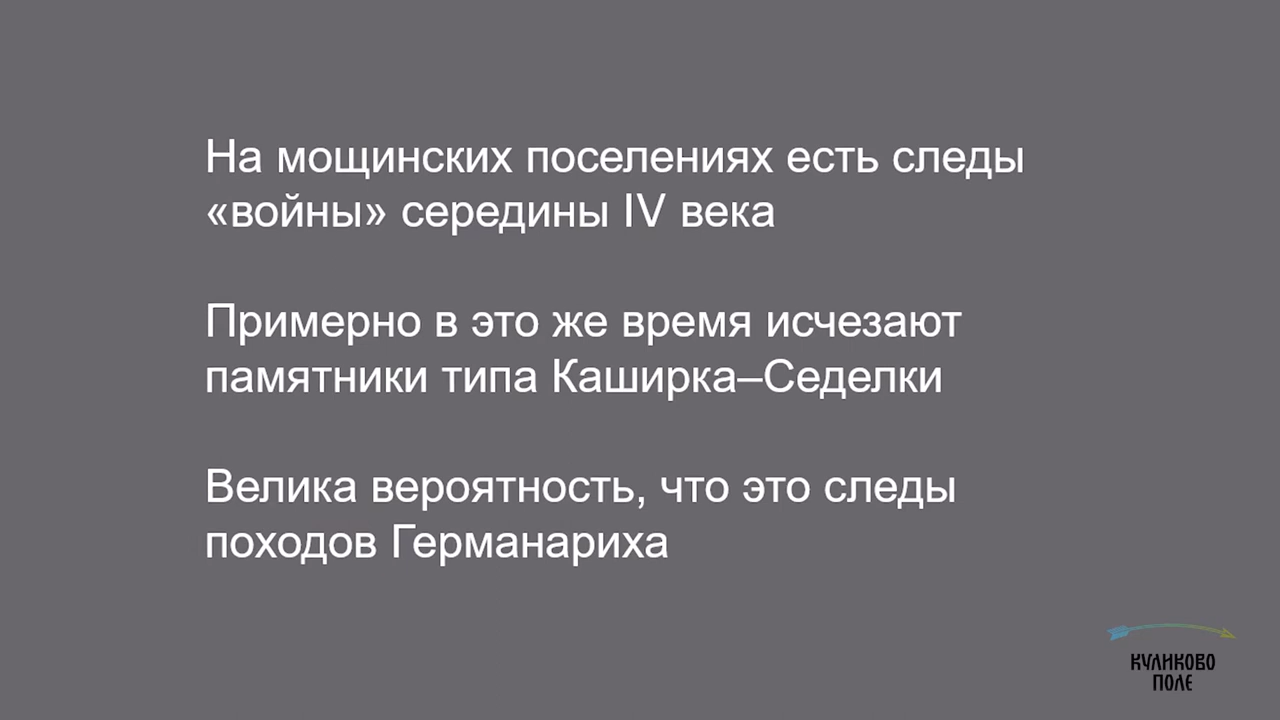 На мощинских поселениях есть следы
«войны» середины IV века
Примерно в это же время исчезают
памятники типа Каширка–Седелки
Велика вероятность, что это следы
походов Германариха
КУЛИКОВО
ПОЛЕ